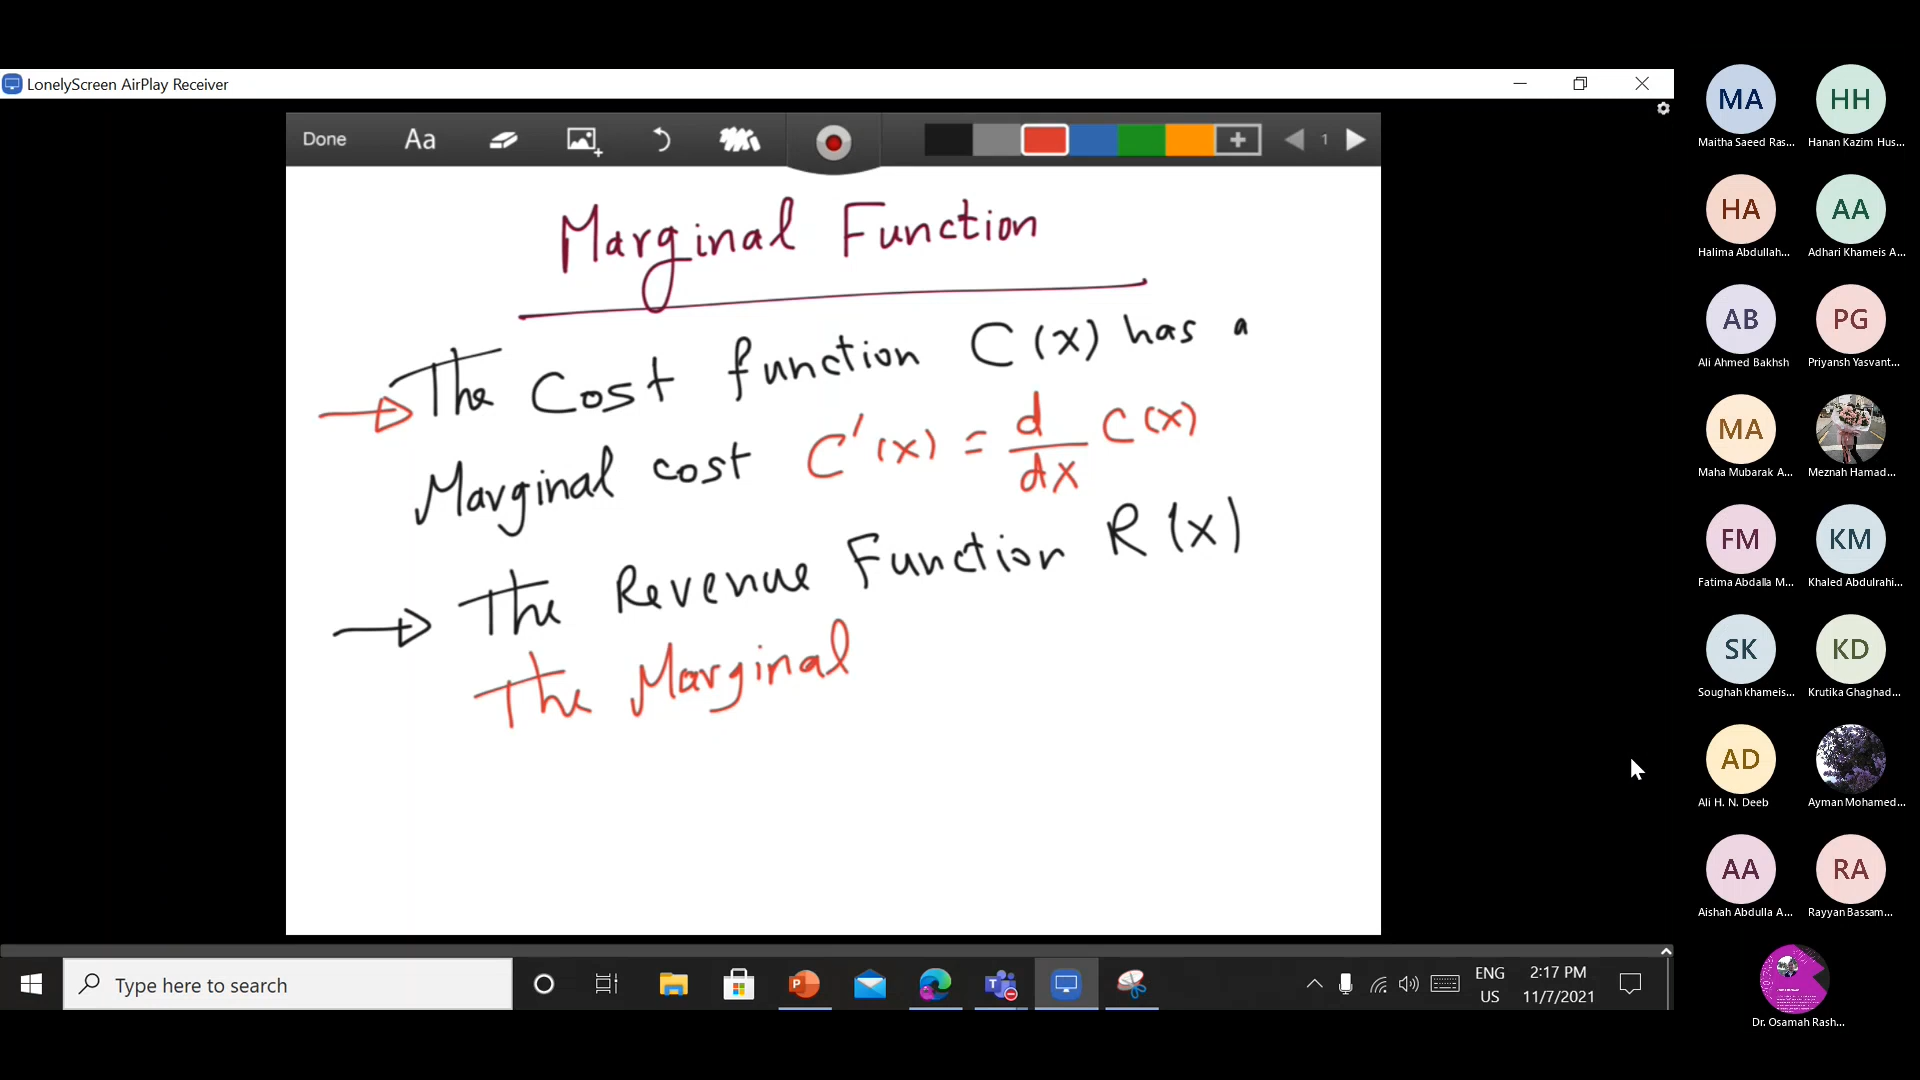 LonelyScreen AirPlay Receiver
Done
Aa
1
Marginal Function
The Cost function C(x) has a
Marginal cost C'(x) = d/dx C(x)
The Revenue Function R(x)
The Marginal
MA
Maitha Saeed Ras...
HH
Hanan Kazim Hus...
HA
Halima Abdullah...
AA
Adhari Khameis A...
AB
Ali Ahmed Bakhsh
PG
Priyansh Yasvant...
MA
Maha Mubarak A...
Meznah Hamad...
FM
Fatima Abdalla M...
KM
Khaled Abdulrahi...
SK
Soughah khameis...
KD
Krutika Ghaghad...
AD
Ali H. N. Deeb
Ayman Mohamed...
AA
Aishah Abdulla A...
RA
Rayyan Bassam...
Dr. Osamah Rash...
Type here to search
ENG
US
2:17 PM
11/7/2021